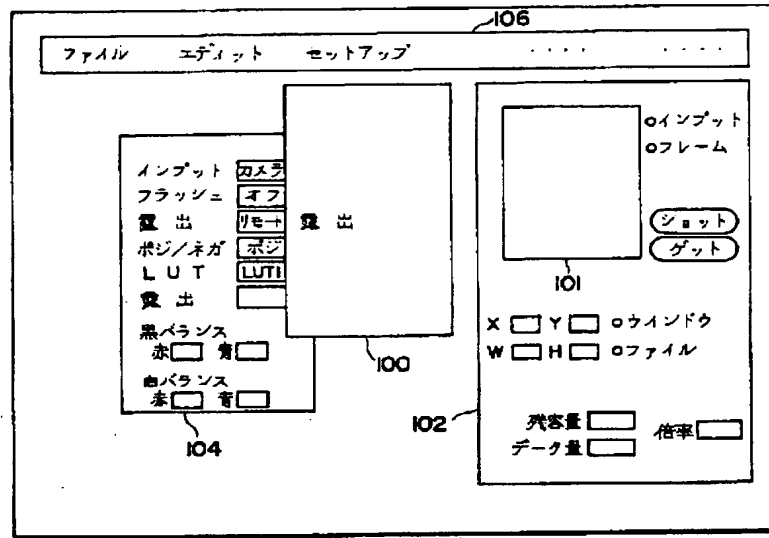 106
ファイル エディット セットアップ ････ ････
インプット カメラ
フラッシュ オフ
露出 リモート
ポジ/ネガ ポジ
LUT LUT1
露出
黒バランス
赤 青
白バランス
赤 青
104
露出
100
インプット
フレーム
ショット
ゲット
101
X Y ウインドウ
W H ファイル
102
残容量
データ量
倍率